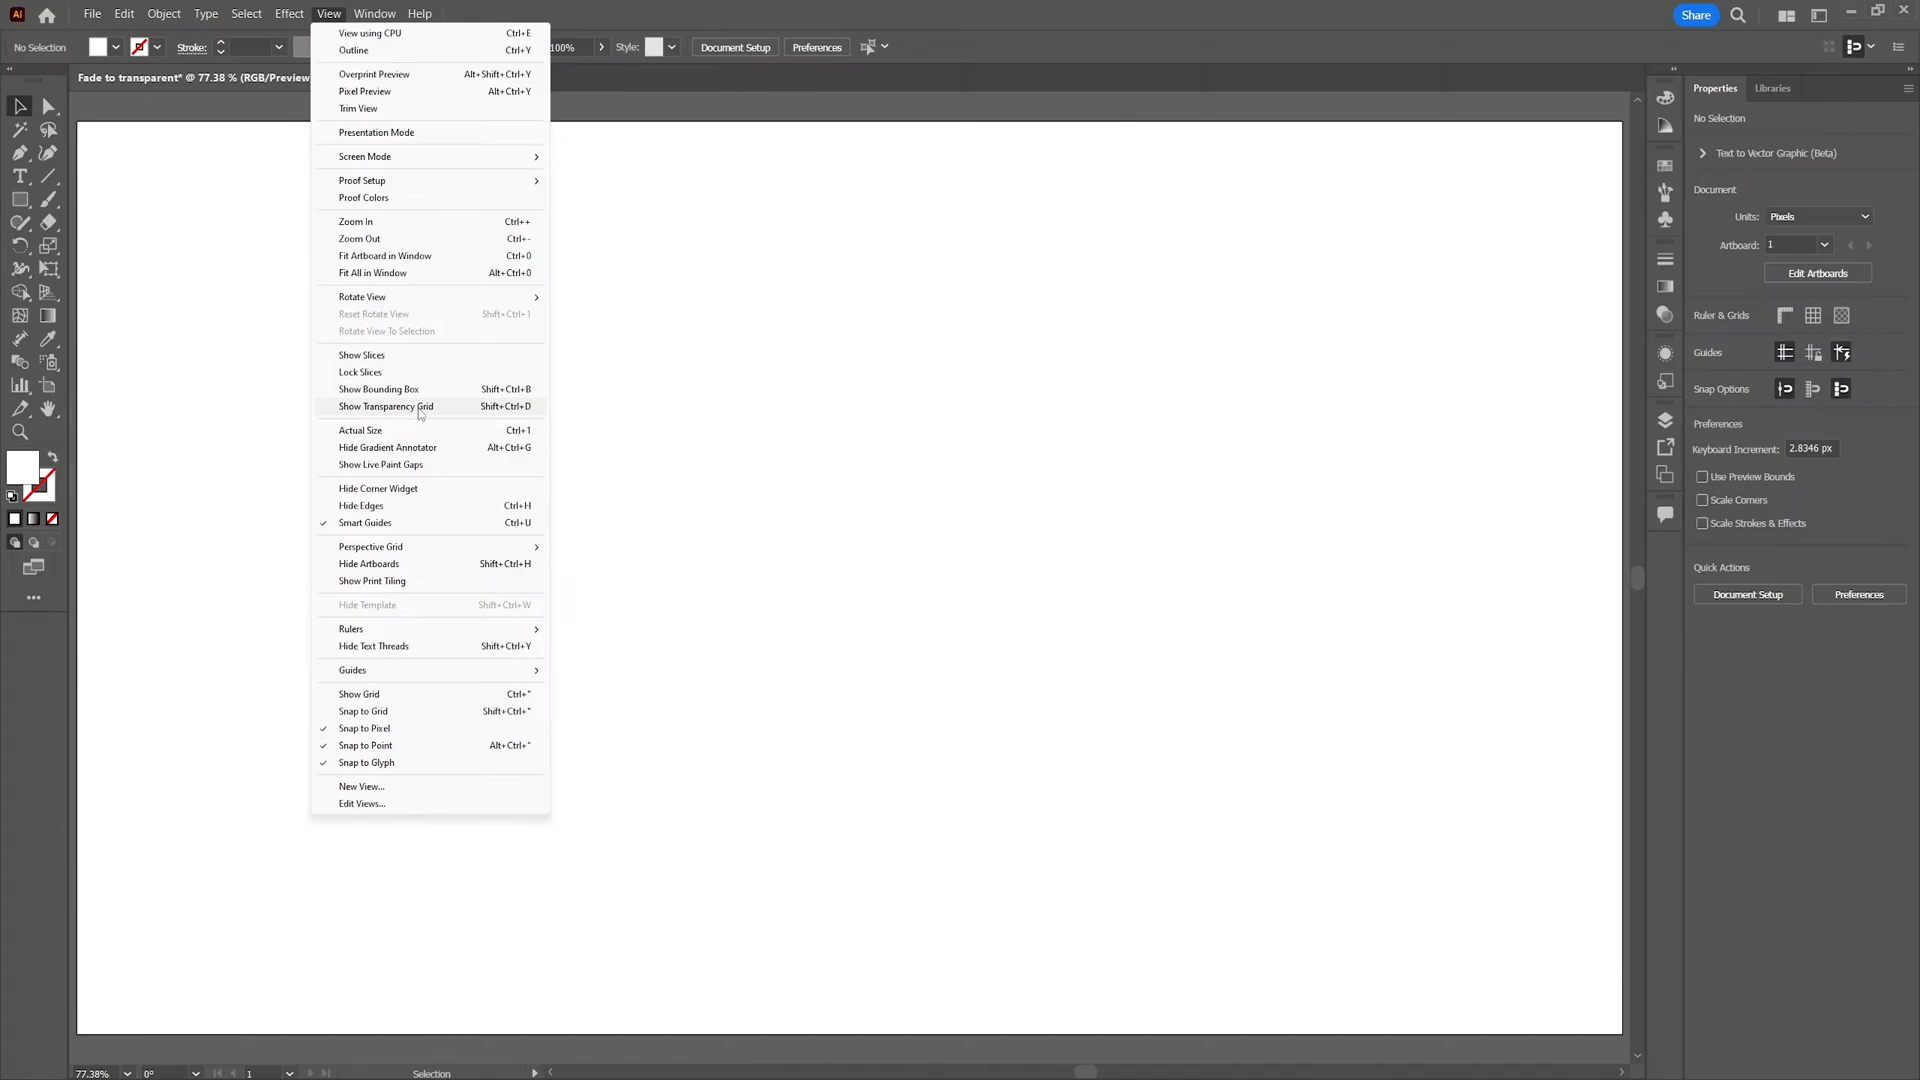 Ai File Edit Object Type Select Effect View Window Help Share
No Selection Stroke: 100% Style: Document Setup Preferences
Fade to transparent* @ 77.38 % (RGB/Preview
View using CPU Ctrl+E
Outline Ctrl+Y
Overprint Preview Alt+Shift+Ctrl+Y
Pixel Preview Alt+Ctrl+Y
Trim View
Presentation Mode
Screen Mode
Proof Setup
Proof Colors
Zoom In Ctrl++
Zoom Out Ctrl+-
Fit Artboard in Window Ctrl+0
Fit All in Window Alt+Ctrl+0
Rotate View
Reset Rotate View Shift+Ctrl+1
Rotate View To Selection
Show Slices
Lock Slices
Show Bounding Box Shift+Ctrl+B
Show Transparency Grid Shift+Ctrl+D
Actual Size Ctrl+1
Hide Gradient Annotator Alt+Ctrl+G
Show Live Paint Gaps
Hide Corner Widget
Hide Edges Ctrl+H
Smart Guides Ctrl+U
Perspective Grid
Hide Artboards Shift+Ctrl+H
Show Print Tiling
Hide Template Shift+Ctrl+W
Rulers
Hide Text Threads Shift+Ctrl+Y
Guides
Show Grid Ctrl+"
Snap to Grid Shift+Ctrl+"
Snap to Pixel
Snap to Point Alt+Ctrl+"
Snap to Glyph
New View...
Edit Views...
Properties Libraries
No Selection
Text to Vector Graphic (Beta)
Document
Units: Pixels
Artboard: 1
Edit Artboards
Ruler & Grids
Guides
Snap Options
Preferences
Keyboard Increment: 2.8346 px
Use Preview Bounds
Scale Corners
Scale Strokes & Effects
Quick Actions
Document Setup Preferences
77.38% 0° 1 Selection